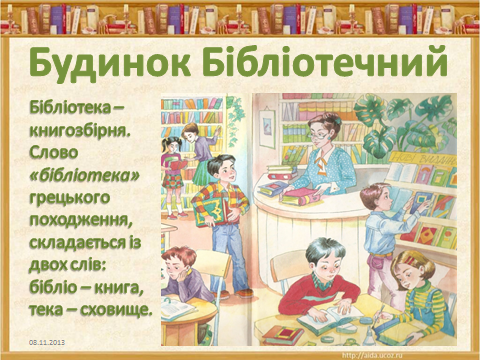 Будинок Бібліотечний
Бібліотека –
книгозбірня.
Слово
«бібліотека»
грецького
походження,
складається із
двох слів:
бібліо – книга,
тека – сховище.
08.11.2013
http://aida.ucoz.ru